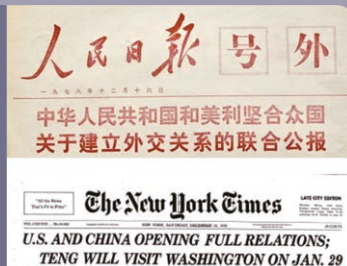 人民日报 号外
一九七八年十二月十六日
中华人民共和国和美利坚合众国
关于建立外交关系的联合公报
"All the News
That's Fit to Print"
The New York Times
LATE CITY EDITION
NEW YORK, SATURDAY, DECEMBER 16, 1978
U.S. AND CHINA OPENING FULL RELATIONS;
TENG WILL VISIT WASHINGTON ON JAN. 29